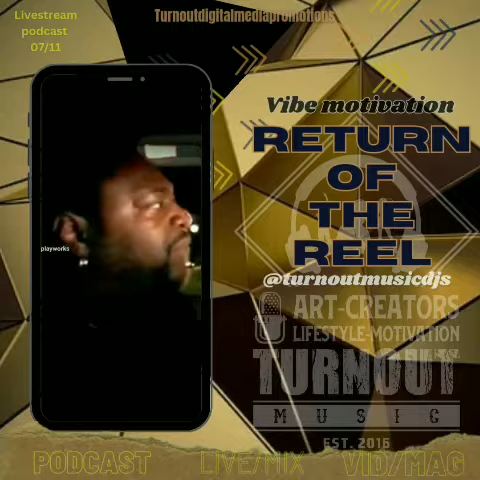 Livestream
podcast
07/11
Turnoutdigitalmediapromotions
Vibe motivation
RETURN
OF
THE
REEL
@turnoutmusicdjs
playworks
ART-CREATORS
LIFESTYLE-MOTIVATION
TURNOUT
MUSIC
EST. 2016
PODCAST
LIVE/MIX
VID/MAG